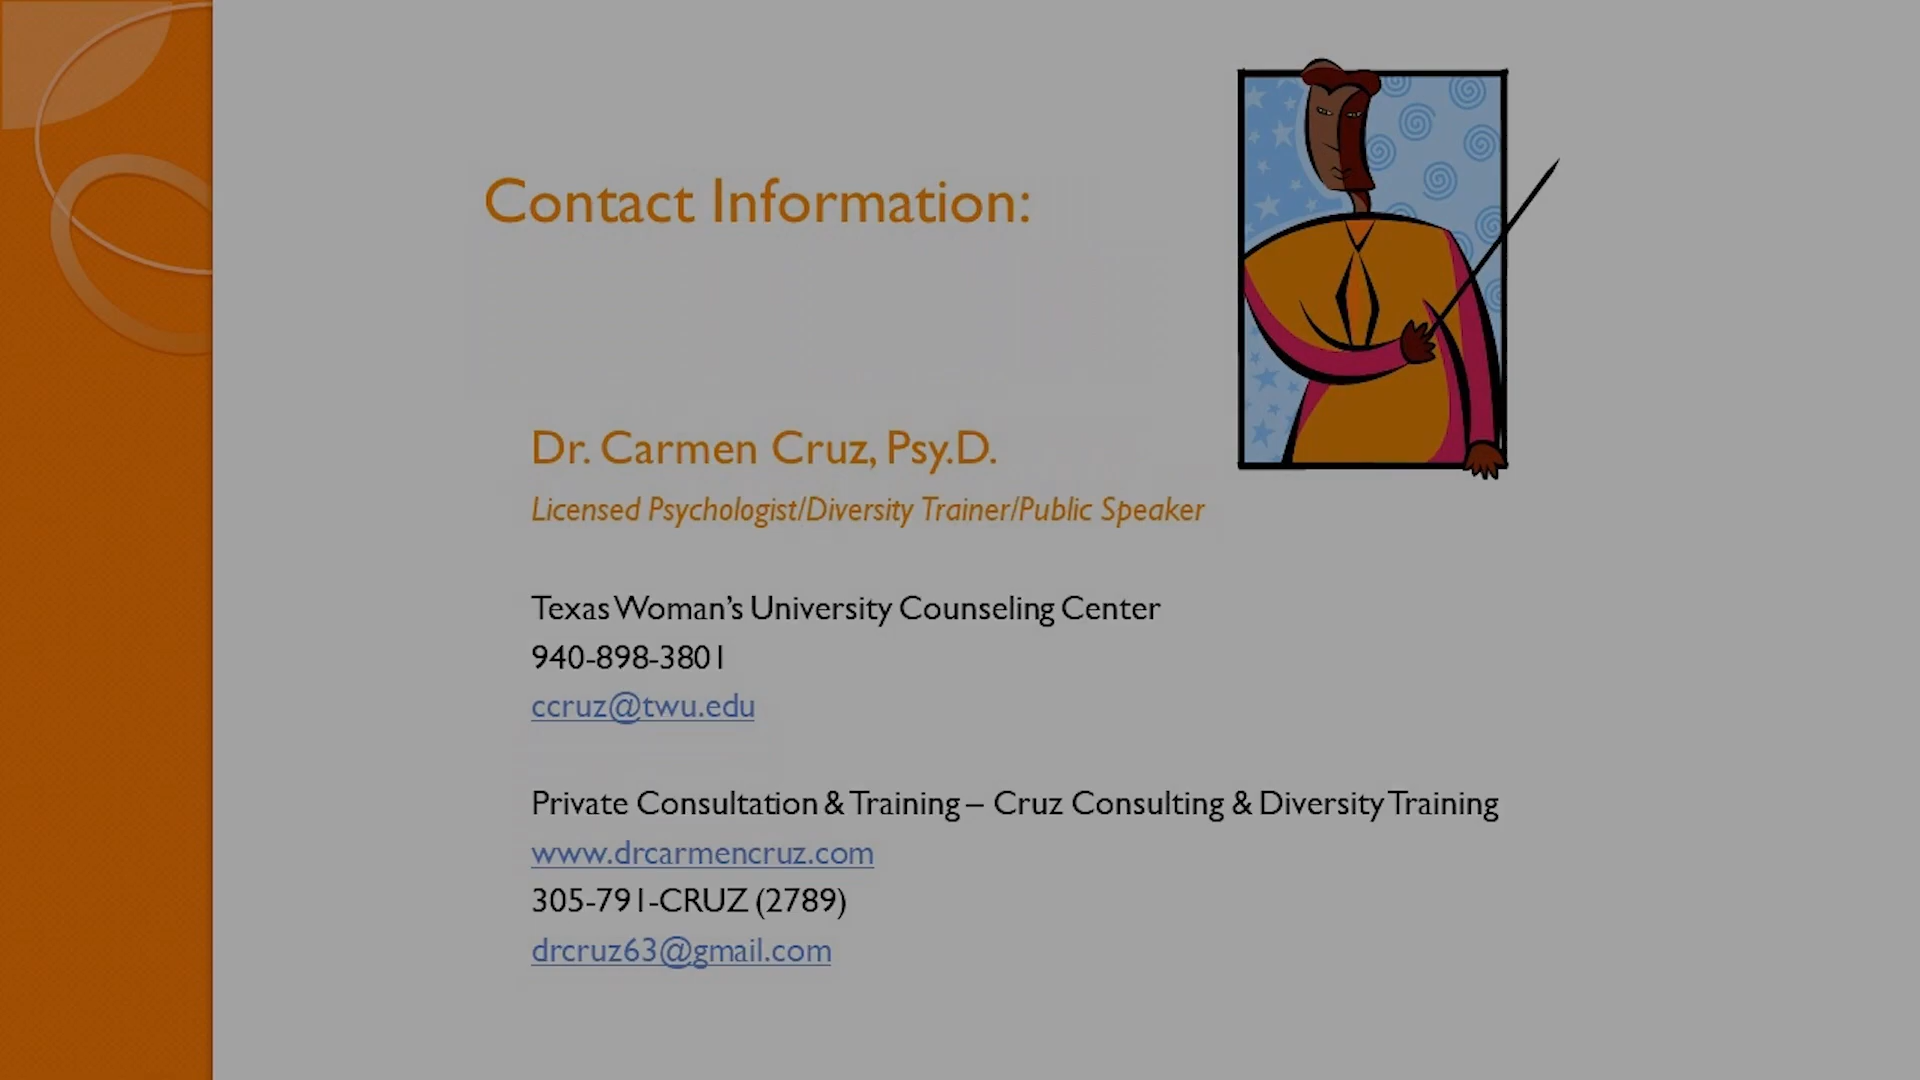 Contact Information:
Dr. Carmen Cruz, Psy.D.
Licensed Psychologist/Diversity Trainer/Public Speaker
Texas Woman’s University Counseling Center
940-898-3801
ccruz@twu.edu
Private Consultation & Training – Cruz Consulting & Diversity Training
www.drcarmencruz.com
305-791-CRUZ (2789)
drcruz63@gmail.com